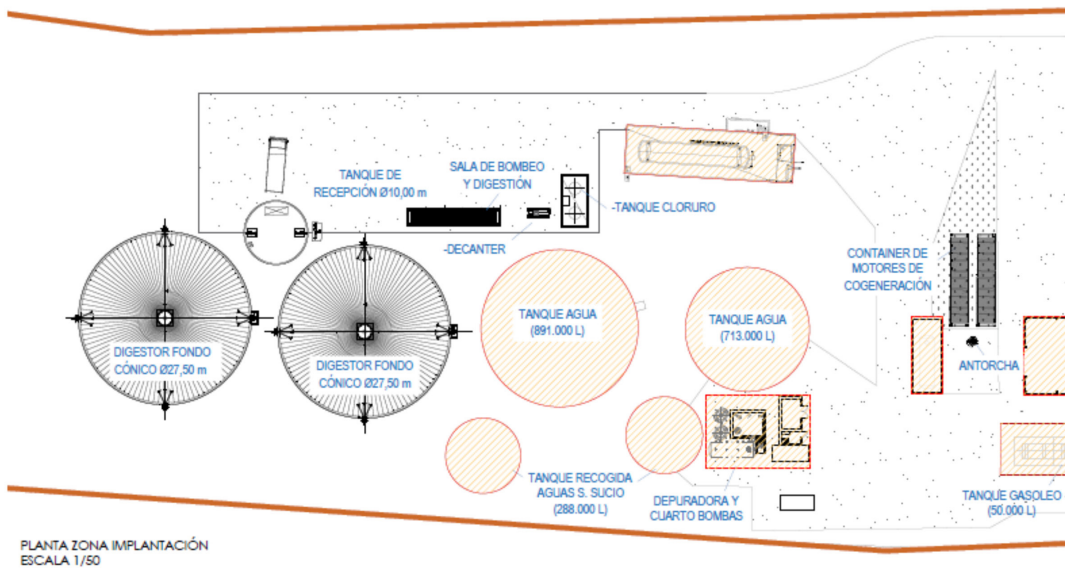 TANQUE DE
RECEPCIÓN Ø10,00 m
SALA DE BOMBEO
Y DIGESTIÓN
-TANQUE CLORURO
-DECANTER
CONTAINER DE
MOTORES DE
COGENERACIÓN
TANQUE AGUA
(891.000 L)
TANQUE AGUA
(713.000 L)
DIGESTOR FONDO
CÓNICO Ø27,50 m
DIGESTOR FONDO
CÓNICO Ø27,50 m
ANTORCHA
TANQUE RECOGIDA
AGUAS S. SUCIO
(288.000 L)
DEPURADORA Y
CUARTO BOMBAS
TANQUE GASOLEO
(50.000 L)
PLANTA ZONA IMPLANTACIÓN
ESCALA 1/50